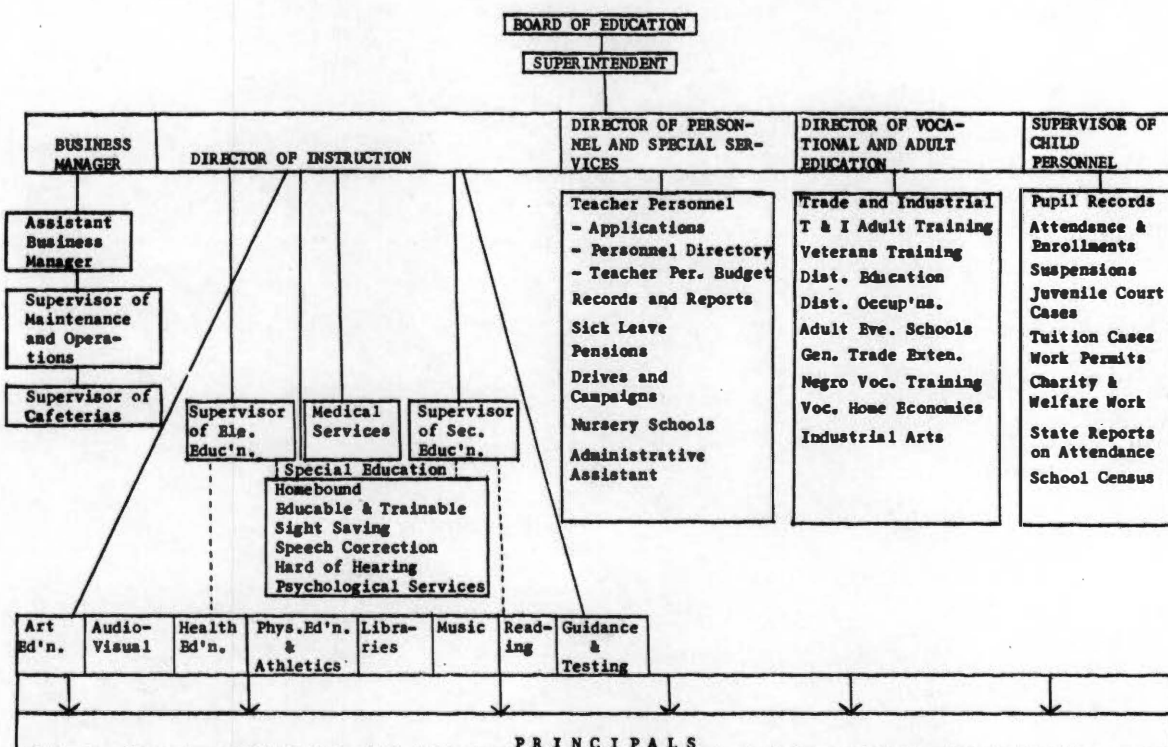 BOARD OF EDUCATION
SUPERINTENDENT
BUSINESS
MANAGER
DIRECTOR OF INSTRUCTION
DIRECTOR OF PERSON-
NEL AND SPECIAL SER-
VICES
DIRECTOR OF VOCA-
TIONAL AND ADULT
EDUCATION
SUPERVISOR OF
CHILD
PERSONNEL
Assistant
Business
Manager
Supervisor of
Maintenance
and Opera-
tions
Supervisor of
Cafeterias
Supervisor
of Ele.
Educ'n.
Medical
Services
Supervisor
of Sec.
Educ'n.
Special Education
Homebound
Educable & Trainable
Sight Saving
Speech Correction
Hard of Hearing
Psychological Services
Teacher Personnel
- Applications
- Personnel Directory
- Teacher Per. Budget
Records and Reports
Sick Leave
Pensions
Drives and
Campaigns
Nursery Schools
Administrative
Assistant
Trade and Industrial
T & I Adult Training
Veterans Training
Dist. Education
Dist. Occup'ns.
Adult Eve. Schools
Gen. Trade Exten.
Negro Voc. Training
Voc. Home Economics
Industrial Arts
Pupil Records
Attendance &
Enrollments
Suspensions
Juvenile Court
Cases
Tuition Cases
Work Permits
Charity &
Welfare Work
State Reports
on Attendance
School Census
Art
Ed'n.
Audio-
Visual
Health
Ed'n.
Phys.Ed'n.
&
Athletics
Libra-
ries
Music
Read-
ing
Guidance
&
Testing
PRINCIPALS